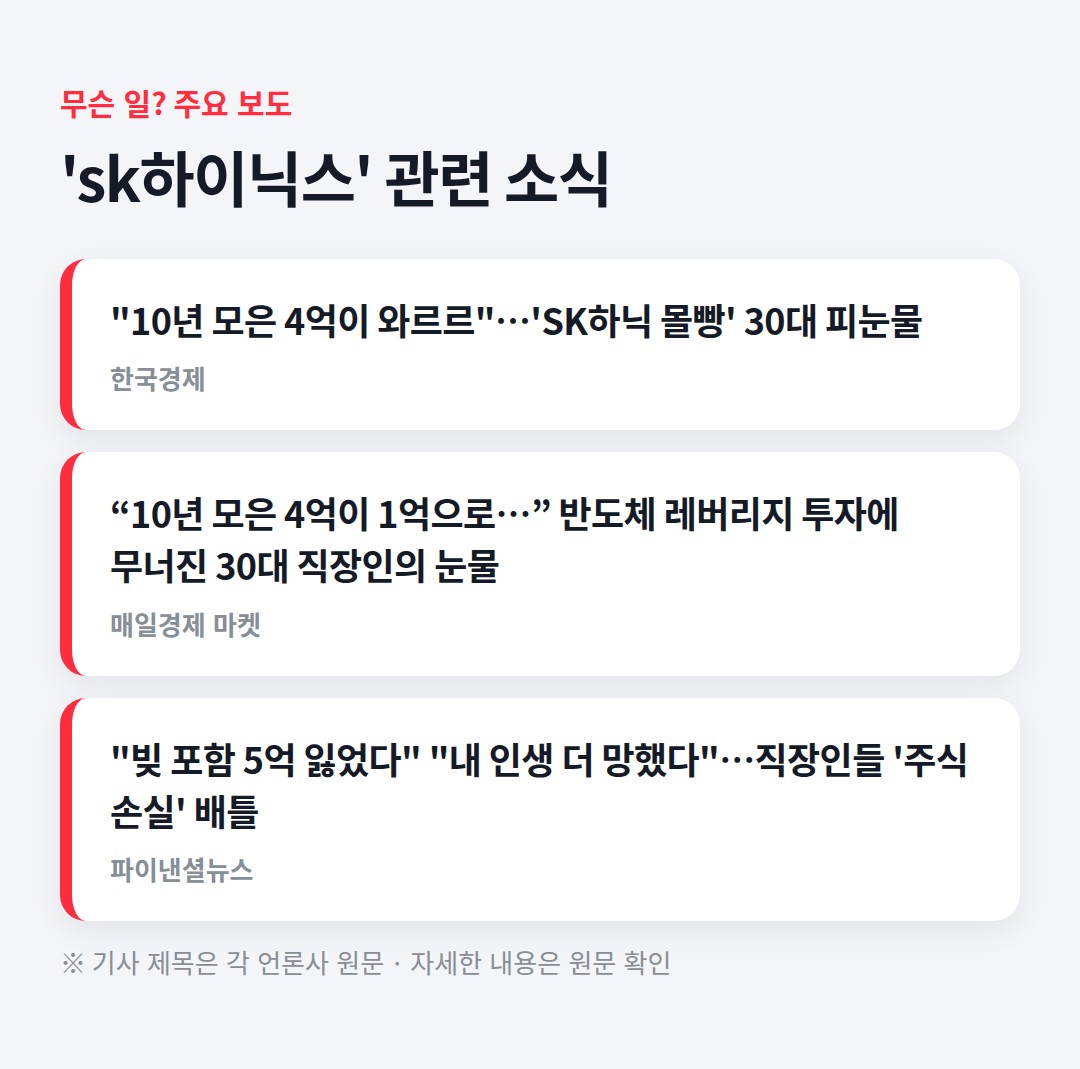 무슨 일? 주요 보도
'sk하이닉스' 관련 소식
"10년 모은 4억이 와르르"…'SK하닉 몰빵' 30대 피눈물
한국경제
“10년 모은 4억이 1억으로…” 반도체 레버리지 투자에
무너진 30대 직장인의 눈물
매일경제 마켓
"빚 포함 5억 잃었다" "내 인생 더 망했다"…직장인들 '주식
손실' 배틀
파이낸셜뉴스
※ 기사 제목은 각 언론사 원문 · 자세한 내용은 원문 확인